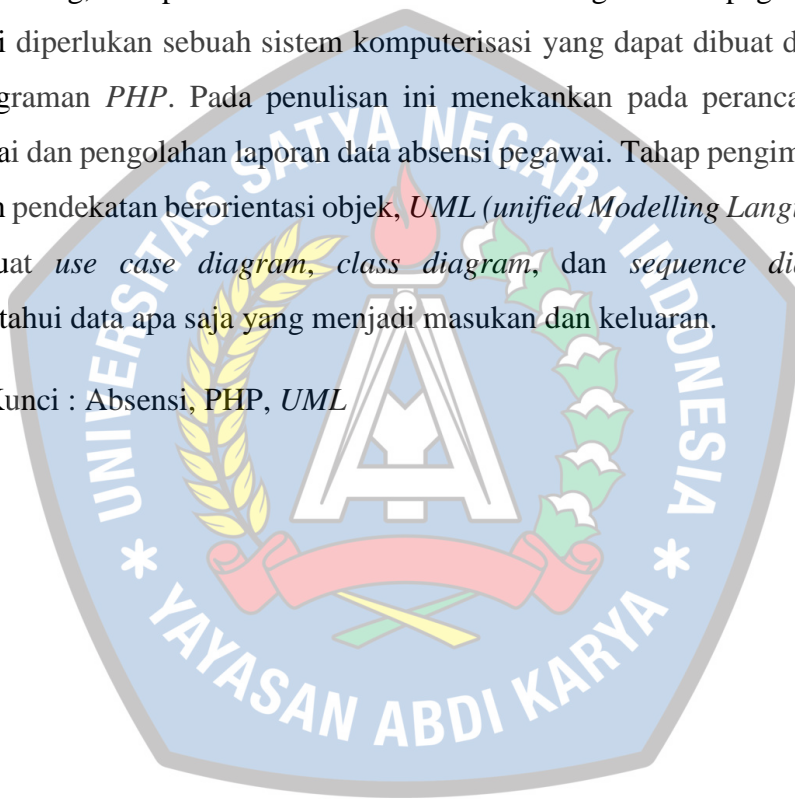 i diperlukan sebuah sistem komputerisasi yang dapat dibuat d
graman PHP. Pada penulisan ini menekankan pada peranca
ai dan pengolahan laporan data absensi pegawai. Tahap pengim
n pendekatan berorientasi objek, UML (unified Modelling Langu
uat use case diagram, class diagram, dan sequence di
tahui data apa saja yang menjadi masukan dan keluaran.
Kunci : Absensi, PHP, UML
UNIVERSITAS SATYA NEGARA INDONESIA
YAYASAN ABDI KARYA